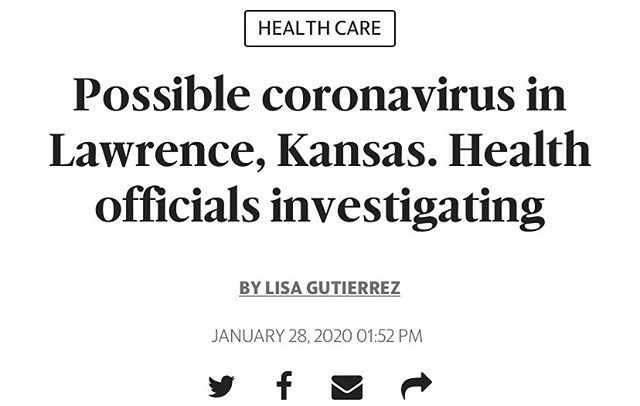 HEALTH CARE
Possible coronavirus in
Lawrence, Kansas. Health
officials investigating
BY LISA GUTIERREZ
JANUARY 28, 2020 01:52 PM